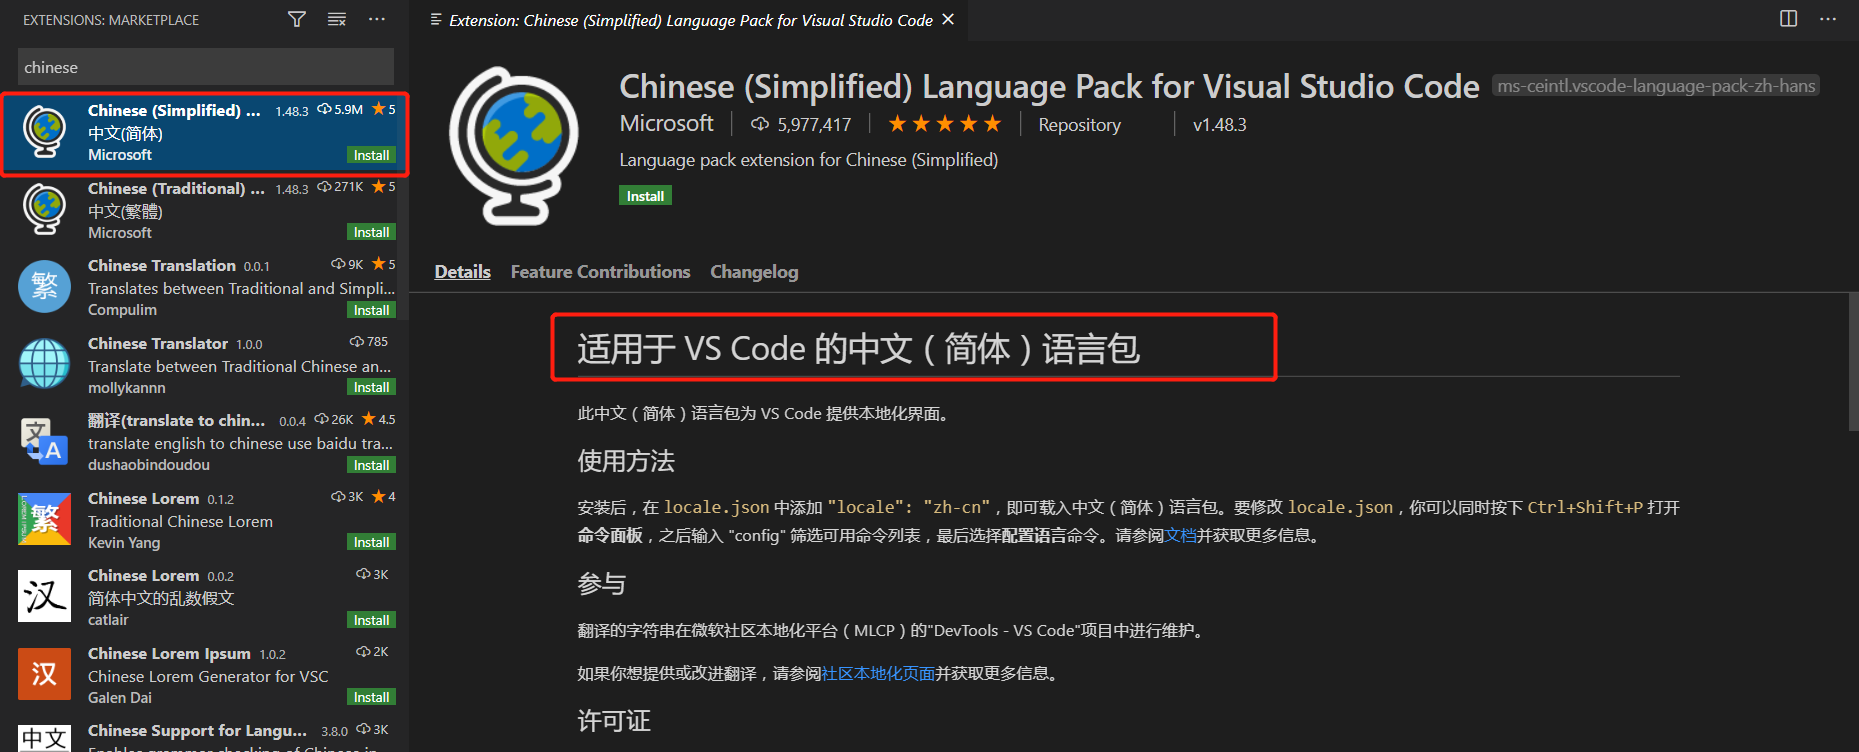 EXTENSIONS: MARKETPLACE
chinese
Chinese (Simplified) ... 1.48.3 5.9M 5
中文(简体)
Microsoft Install
Chinese (Traditional) ... 1.48.3 271K 5
中文(繁體)
Microsoft Install
繁
Chinese Translation 0.0.1 9K 5
Translates between Traditional and Simpli...
Compulim Install
Chinese Translator 1.0.0 785
Translate between Traditional Chinese an...
mollykannn Install
文 A
翻译(translate to chin... 0.0.4 26K 4.5
translate english to chinese use baidu tra...
dushaobindoudou Install
繁
Chinese Lorem 0.1.2 3K 4
Traditional Chinese Lorem
Kevin Yang Install
汉
Chinese Lorem 0.0.2 3K
简体中文的乱数假文
catlair Install
汉
Chinese Lorem Ipsum 1.0.2 2K
Chinese Lorem Generator for VSC
Galen Dai Install
中文
Chinese Support for Langu... 3.8.0 3K
Enables grammar checking of Chinese in
Extension: Chinese (Simplified) Language Pack for Visual Studio Code
Chinese (Simplified) Language Pack for Visual Studio Code ms-ceintl.vscode-language-pack-zh-hans
Microsoft 5,977,417 Repository v1.48.3
Language pack extension for Chinese (Simplified)
Install
Details Feature Contributions Changelog
适用于 VS Code 的中文（简体）语言包
此中文（简体）语言包为 VS Code 提供本地化界面。
使用方法
安装后，在 locale.json 中添加 "locale": "zh-cn"，即可载入中文（简体）语言包。要修改 locale.json，你可以同时按下 Ctrl+Shift+P 打开
命令面板，之后输入 "config" 筛选可用命令列表，最后选择配置语言命令。请参阅文档并获取更多信息。
参与
翻译的字符串在微软社区本地化平台（MLCP）的"DevTools - VS Code"项目中进行维护。
如果你想提供或改进翻译，请参阅社区本地化页面并获取更多信息。
许可证